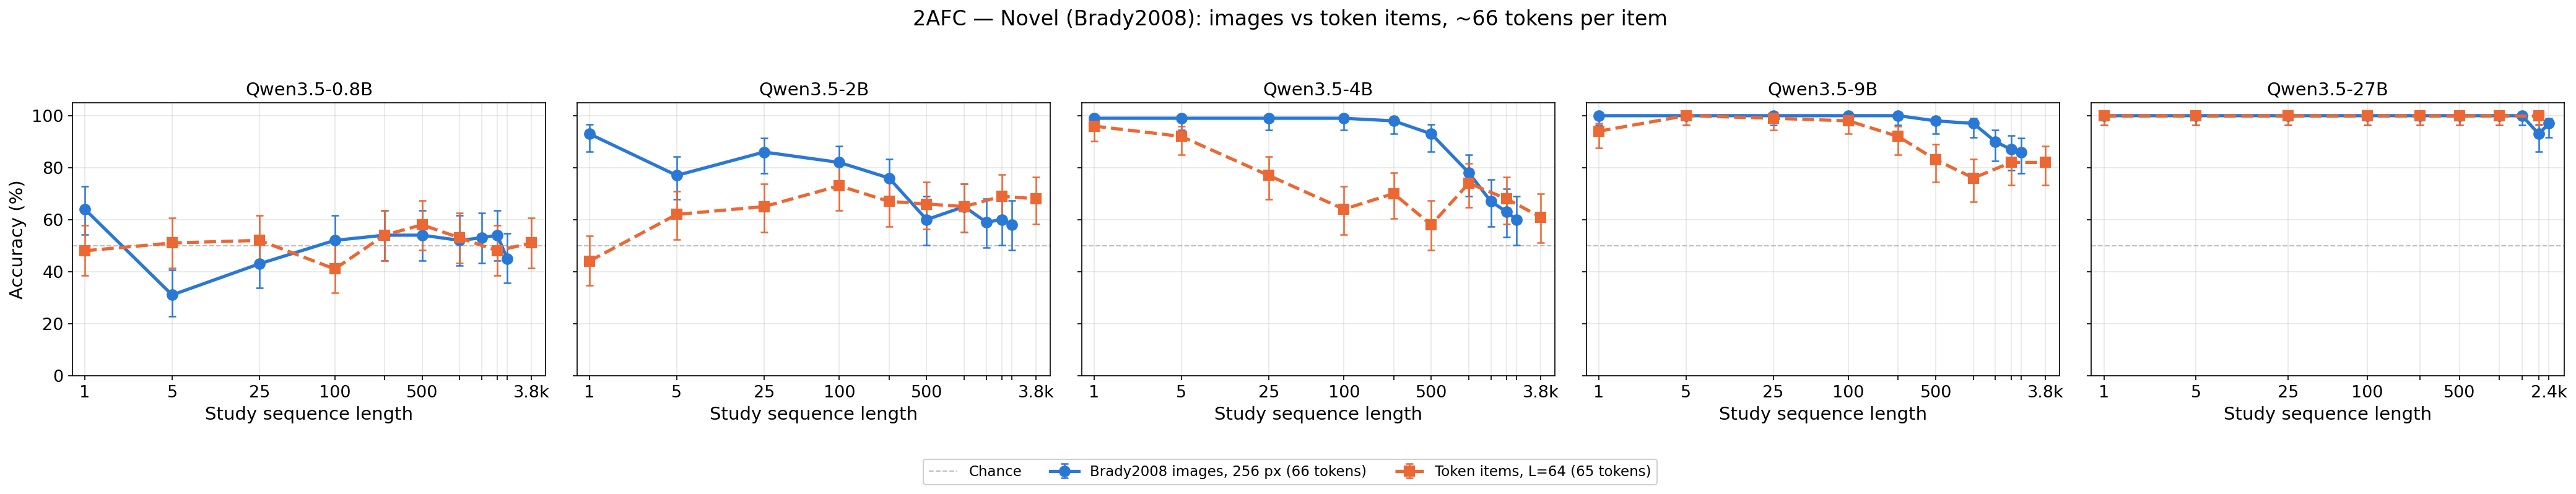 2AFC — Novel (Brady2008): images vs token items, ~66 tokens per item
Qwen3.5-0.8B
Qwen3.5-2B
Qwen3.5-4B
Qwen3.5-9B
Qwen3.5-27B
Accuracy (%)
100
80
60
40
20
0
1 5 25 100 500 3.8k
1 5 25 100 500 3.8k
1 5 25 100 500 3.8k
1 5 25 100 500 3.8k
1 5 25 100 500 2.4k
Study sequence length
Study sequence length
Study sequence length
Study sequence length
Study sequence length
Chance
Brady2008 images, 256 px (66 tokens)
Token items, L=64 (65 tokens)